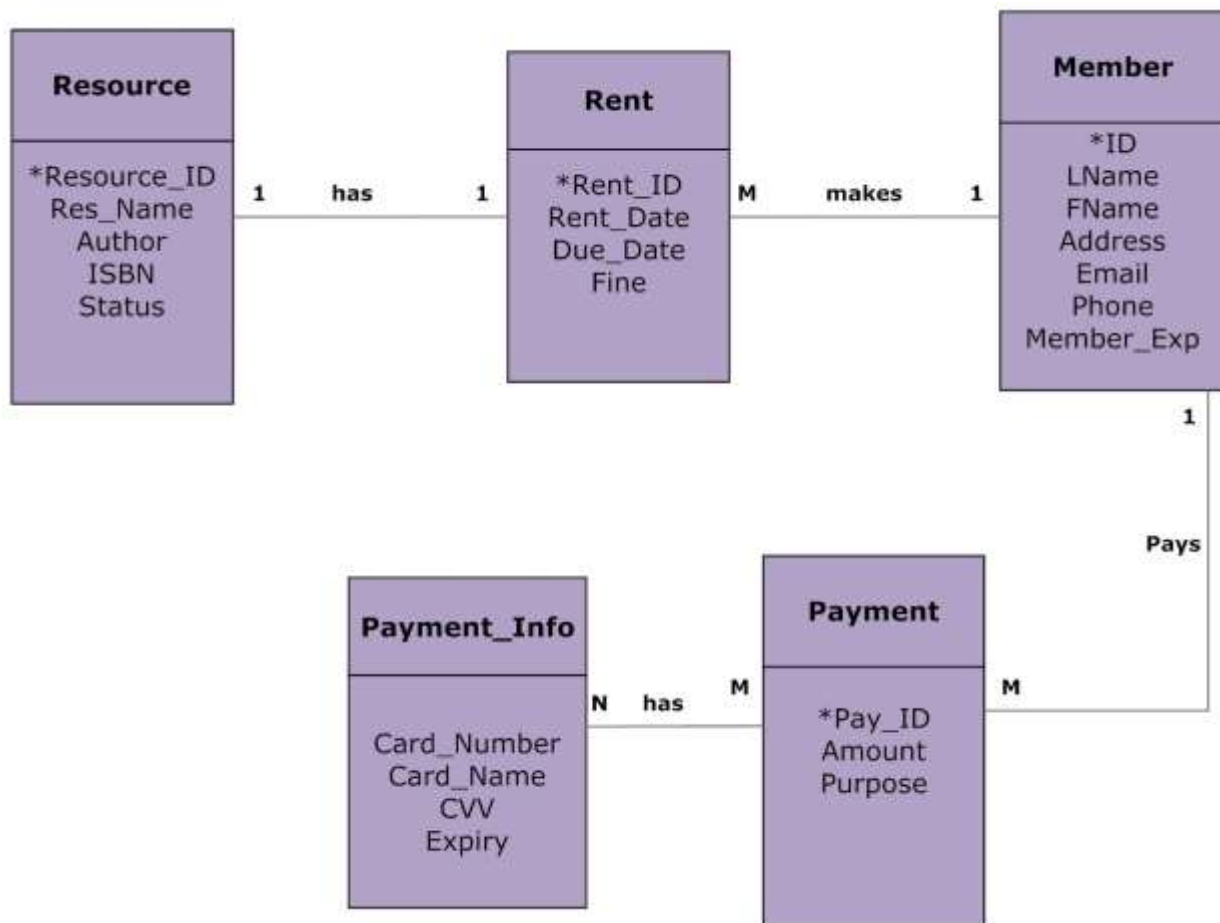 Resource
*Resource_ID
Res_Name
Author
ISBN
Status
1 has 1
Rent
*Rent_ID
Rent_Date
Due_Date
Fine
M makes 1
Member
*ID
LName
FName
Address
Email
Phone
Member_Exp
1
Pays
M
Payment
*Pay_ID
Amount
Purpose
N has M
Payment_Info
Card_Number
Card_Name
CVV
Expiry